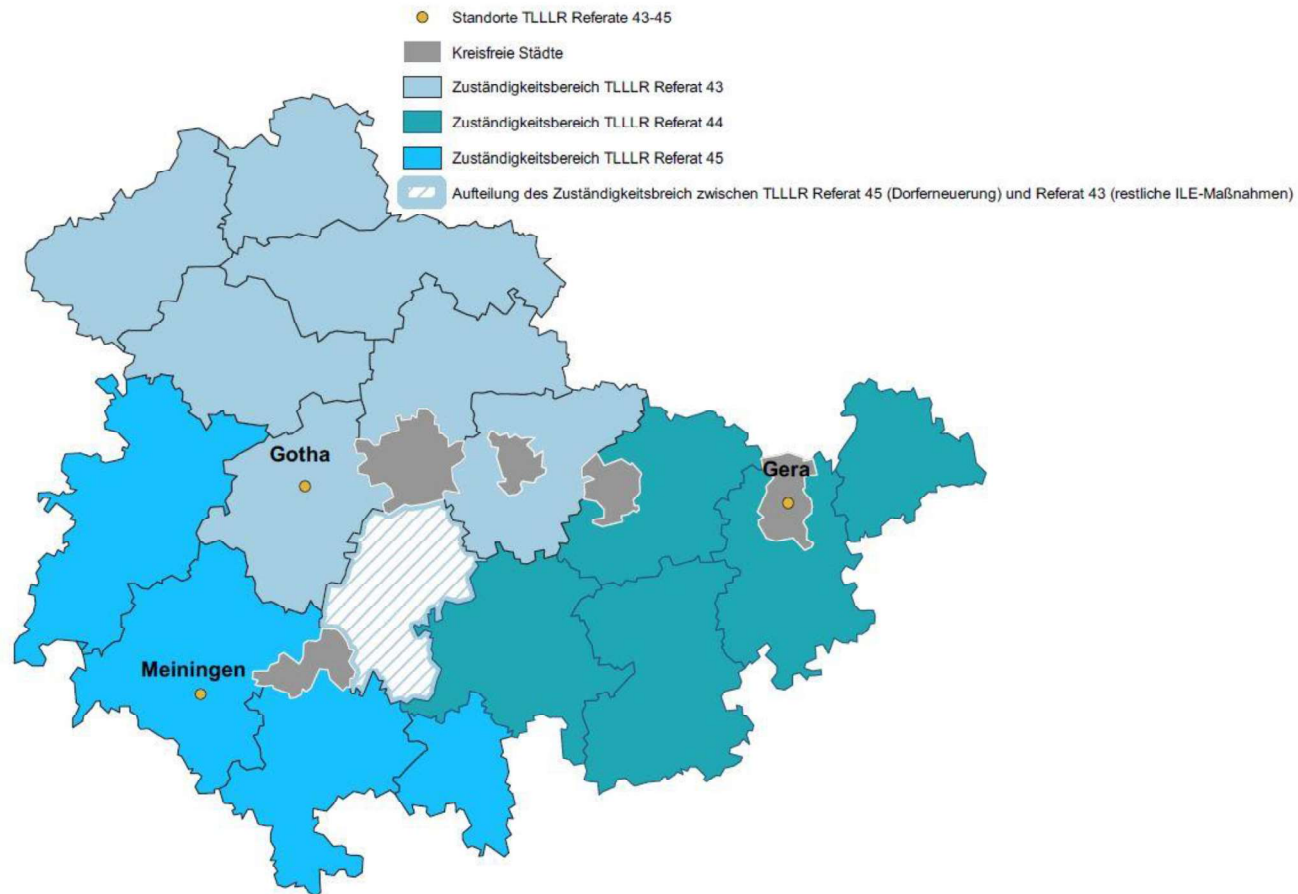 Standorte TLLLR Referate 43-45
Kreisfreie Städte
Zuständigkeitsbereich TLLLR Referat 43
Zuständigkeitsbereich TLLLR Referat 44
Zuständigkeitsbereich TLLLR Referat 45
Aufteilung des Zuständigkeitsbreich zwischen TLLLR Referat 45 (Dorferneuerung) und Referat 43 (restliche ILE-Maßnahmen)
Gotha
Gera
Meiningen